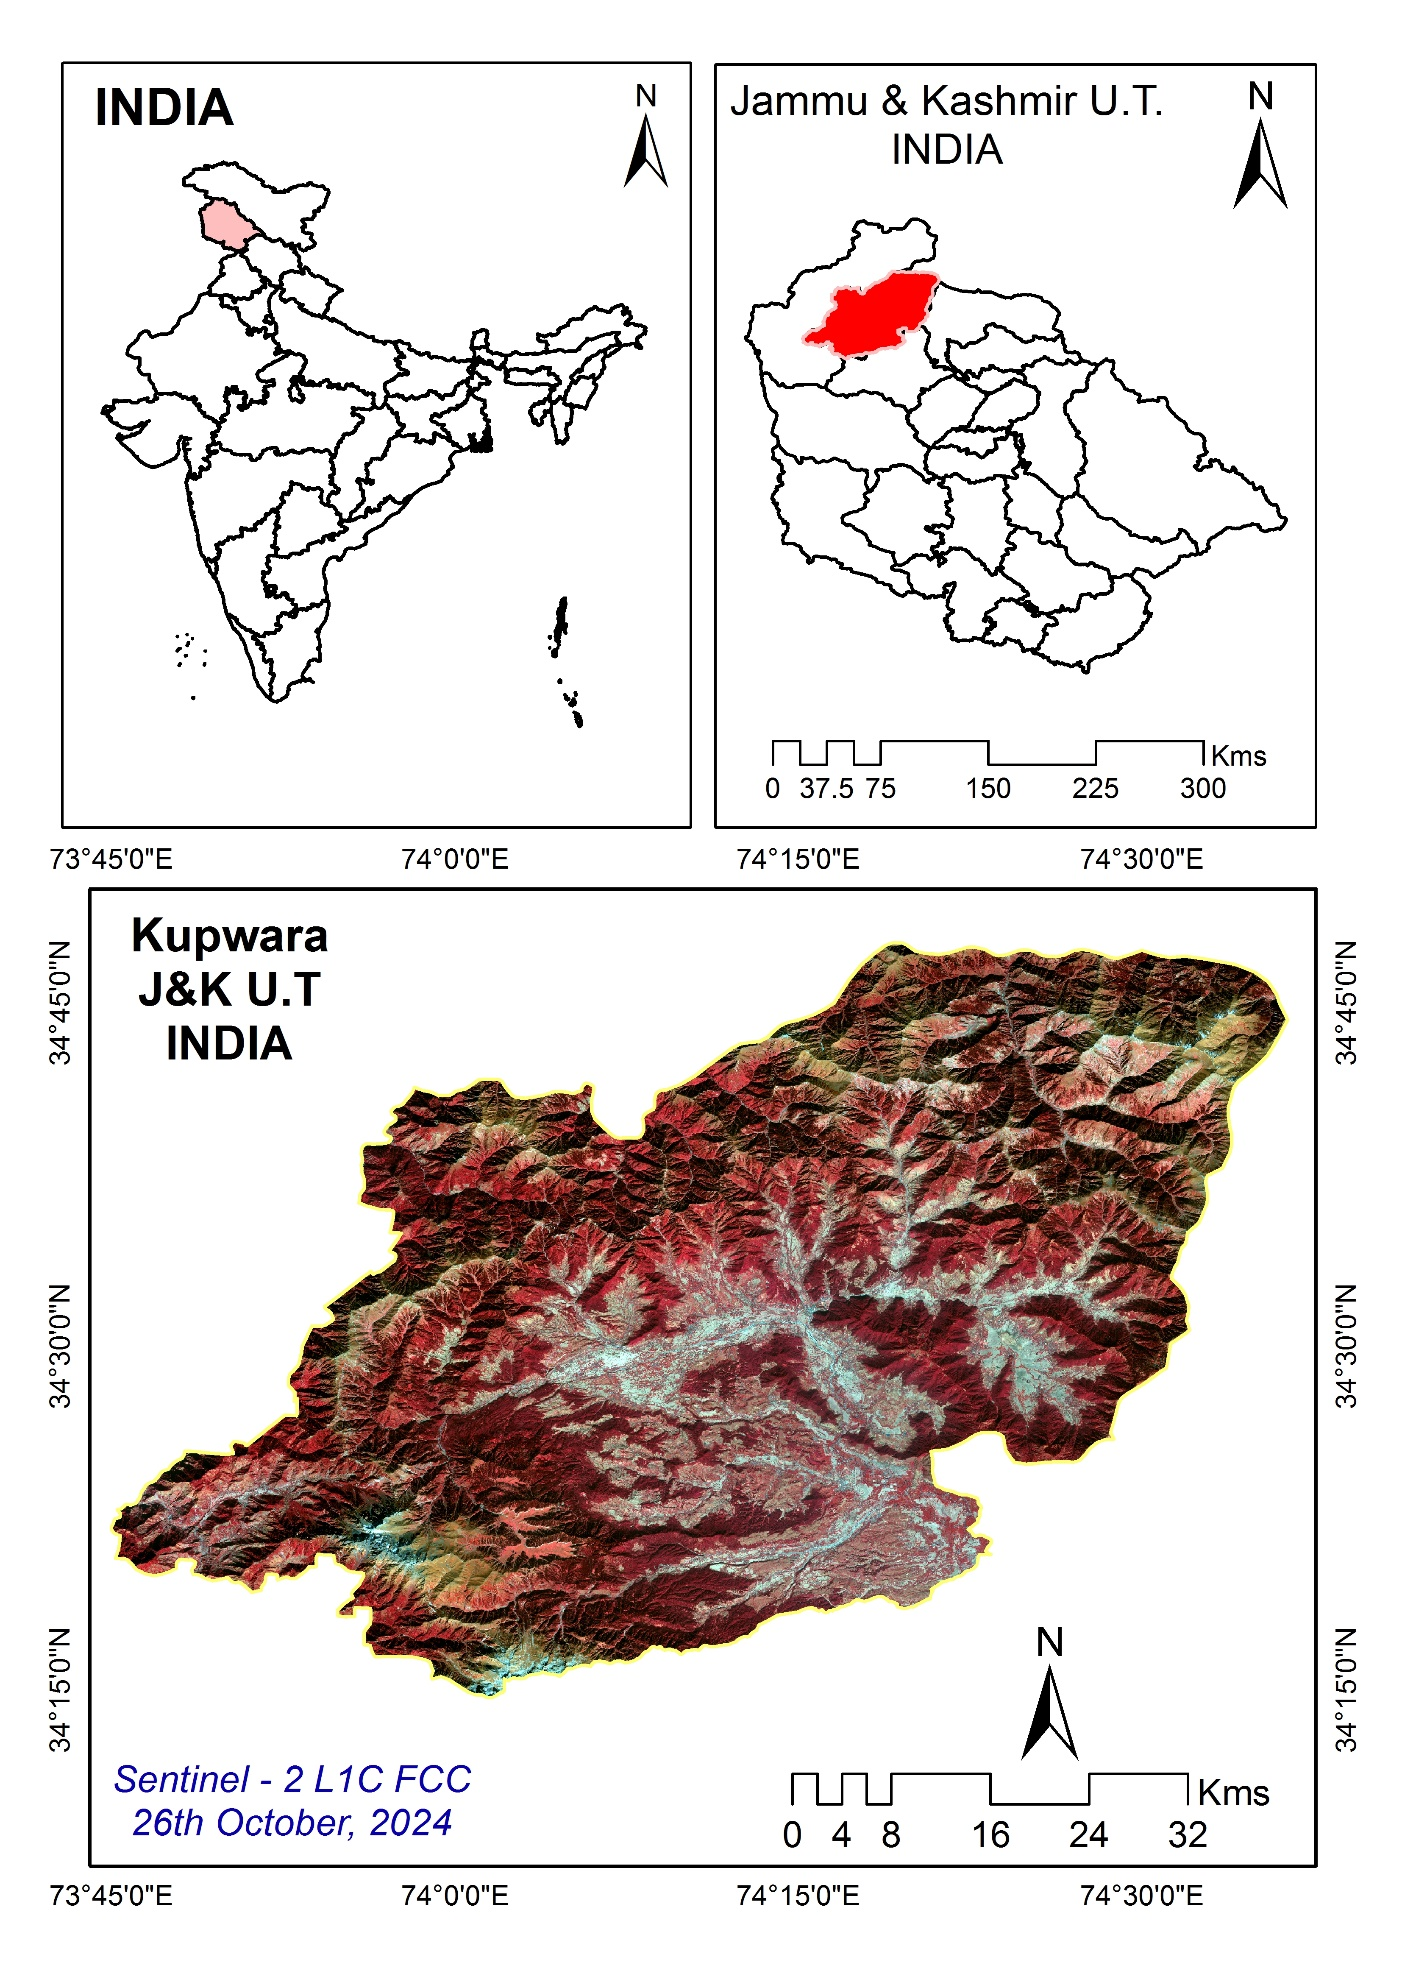 INDIA
N
Jammu & Kashmir U.T.
INDIA
N
Kms
0 37.5 75 150 225 300
73°45'0"E 74°0'0"E 74°15'0"E 74°30'0"E
Kupwara
J&K U.T
INDIA
34°45'0"N 34°45'0"N
34°30'0"N 34°30'0"N
34°15'0"N 34°15'0"N
N
Sentinel - 2 L1C FCC
26th October, 2024
Kms
0 4 8 16 24 32
73°45'0"E 74°0'0"E 74°15'0"E 74°30'0"E